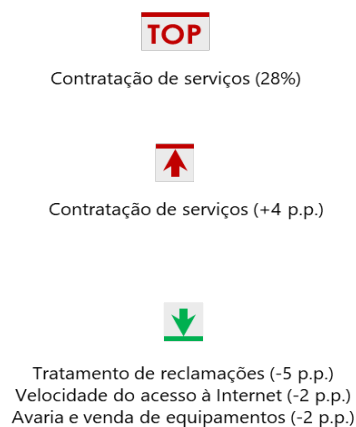 TOP
Contratação de serviços (28%)
Contratação de serviços (+4 p.p.)
Tratamento de reclamações (-5 p.p.)
Velocidade do acesso à Internet (-2 p.p.)
Avaria e venda de equipamentos (-2 p.p.)